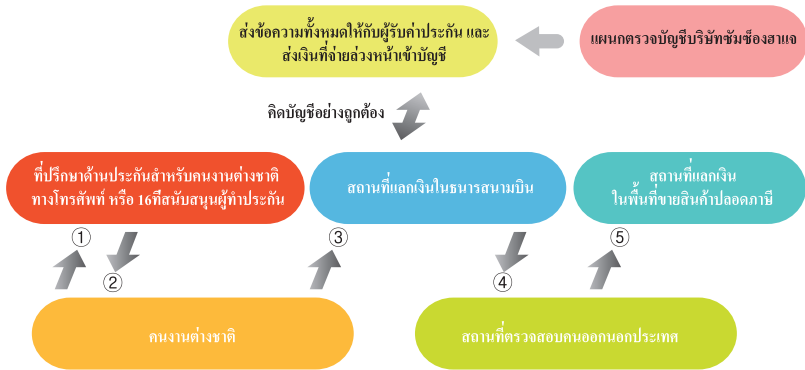 ส่งข้อความทั้งหมดให้กับผู้รับค่าประกัน และ
ส่งเงินที่จ่ายล่วงหน้าเข้าบัญชี
แผนกตรวจบัญชีบริษัทซัมซ็องฮาแจ
คิดบัญชีอย่างถูกต้อง
ที่ปรึกษาด้านประกันสำหรับคนงานต่างชาติ
ทางโทรศัพท์ หรือ 16ที่สนับสนุนผู้ทำประกัน
สถานที่แลกเงินในธนารสนามบิน
สถานที่แลกเงิน
ในพื้นที่ขายสินค้าปลอดภาษี
①
②
③
④
⑤
คนงานต่างชาติ
สถานที่ตรวจสอบคนออกนอกประเทศ